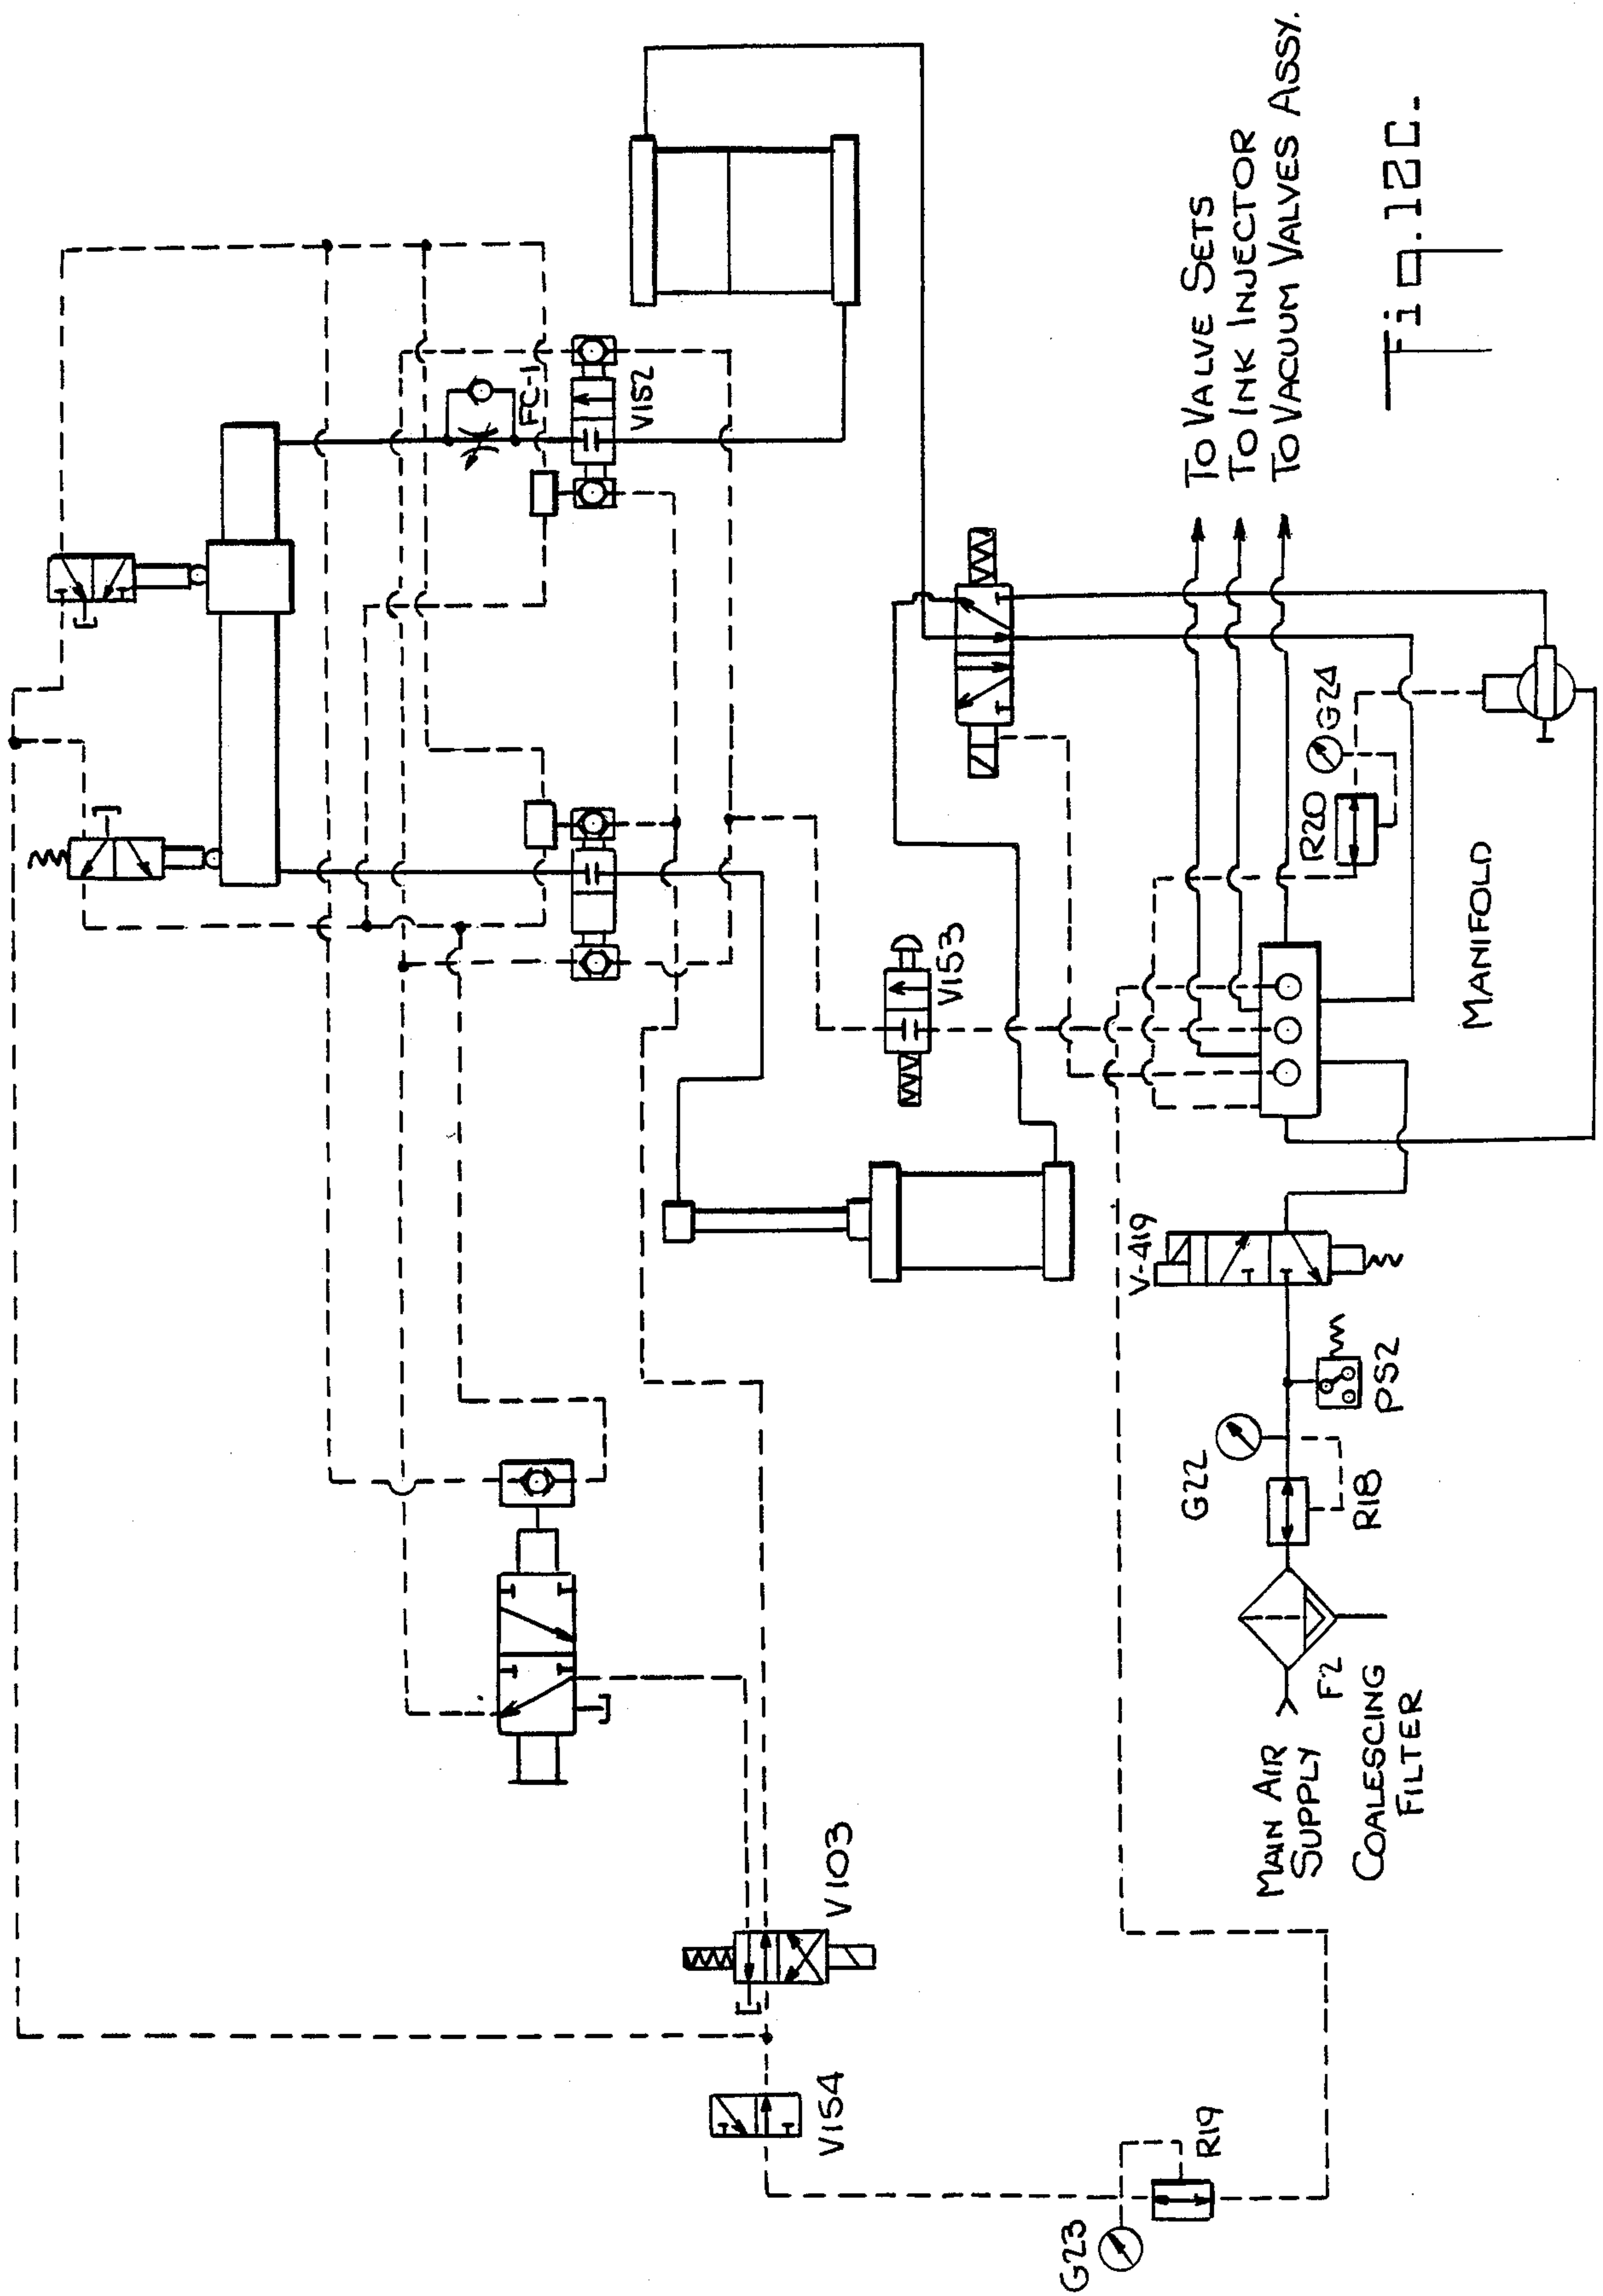 FC-1
V152
V153
V103
V154
G23
R19
MAIN AIR
SUPPLY
F2
COALESCING
FILTER
G22
R18
PS2
V-419
MANIFOLD
R20
G24
TO VALVE SETS
TO INK INJECTOR
TO VACUUM VALVES ASSY.
Fig.12C.